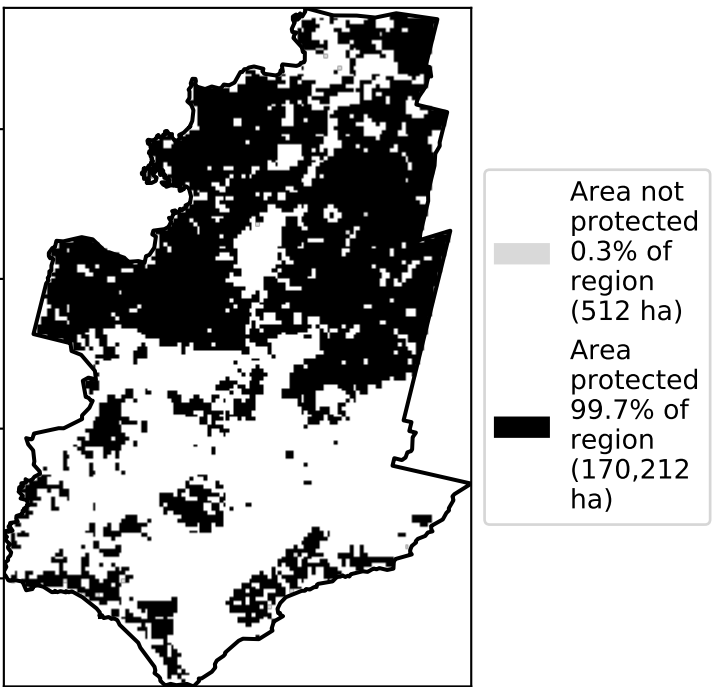 Area not
protected
0.3% of
region
(512 ha)
Area
protected
99.7% of
region
(170,212
ha)